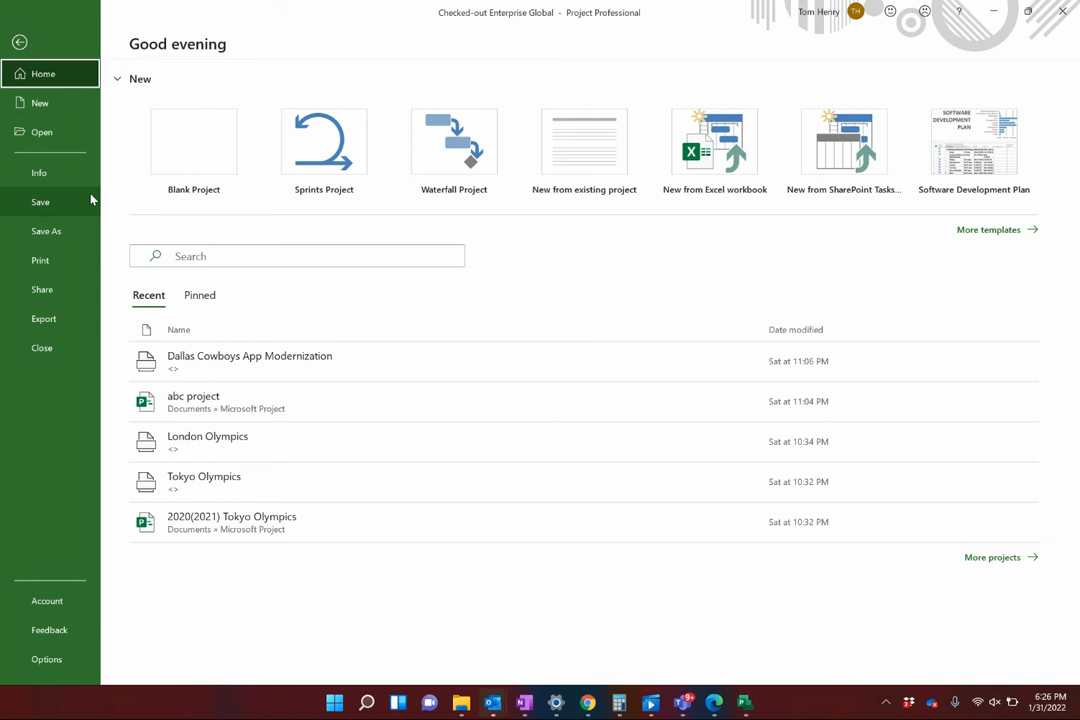 Checked-out Enterprise Global - Project Professional
Tom Henry
TH
?
Good evening
Home
New
Open
Info
Save
Save As
Print
Share
Export
Close
Account
Feedback
Options
New
SOFTWARE
DEVELOPMENT
PLAN
Blank Project
Sprints Project
Waterfall Project
New from existing project
New from Excel workbook
New from SharePoint Tasks...
Software Development Plan
More templates
Search
Recent
Pinned
Name
Date modified
Dallas Cowboys App Modernization
<>
Sat at 11:06 PM
abc project
Documents » Microsoft Project
Sat at 11:04 PM
London Olympics
<>
Sat at 10:34 PM
Tokyo Olympics
<>
Sat at 10:32 PM
2020(2021) Tokyo Olympics
Documents » Microsoft Project
Sat at 10:32 PM
More projects
6:26 PM
1/31/2022